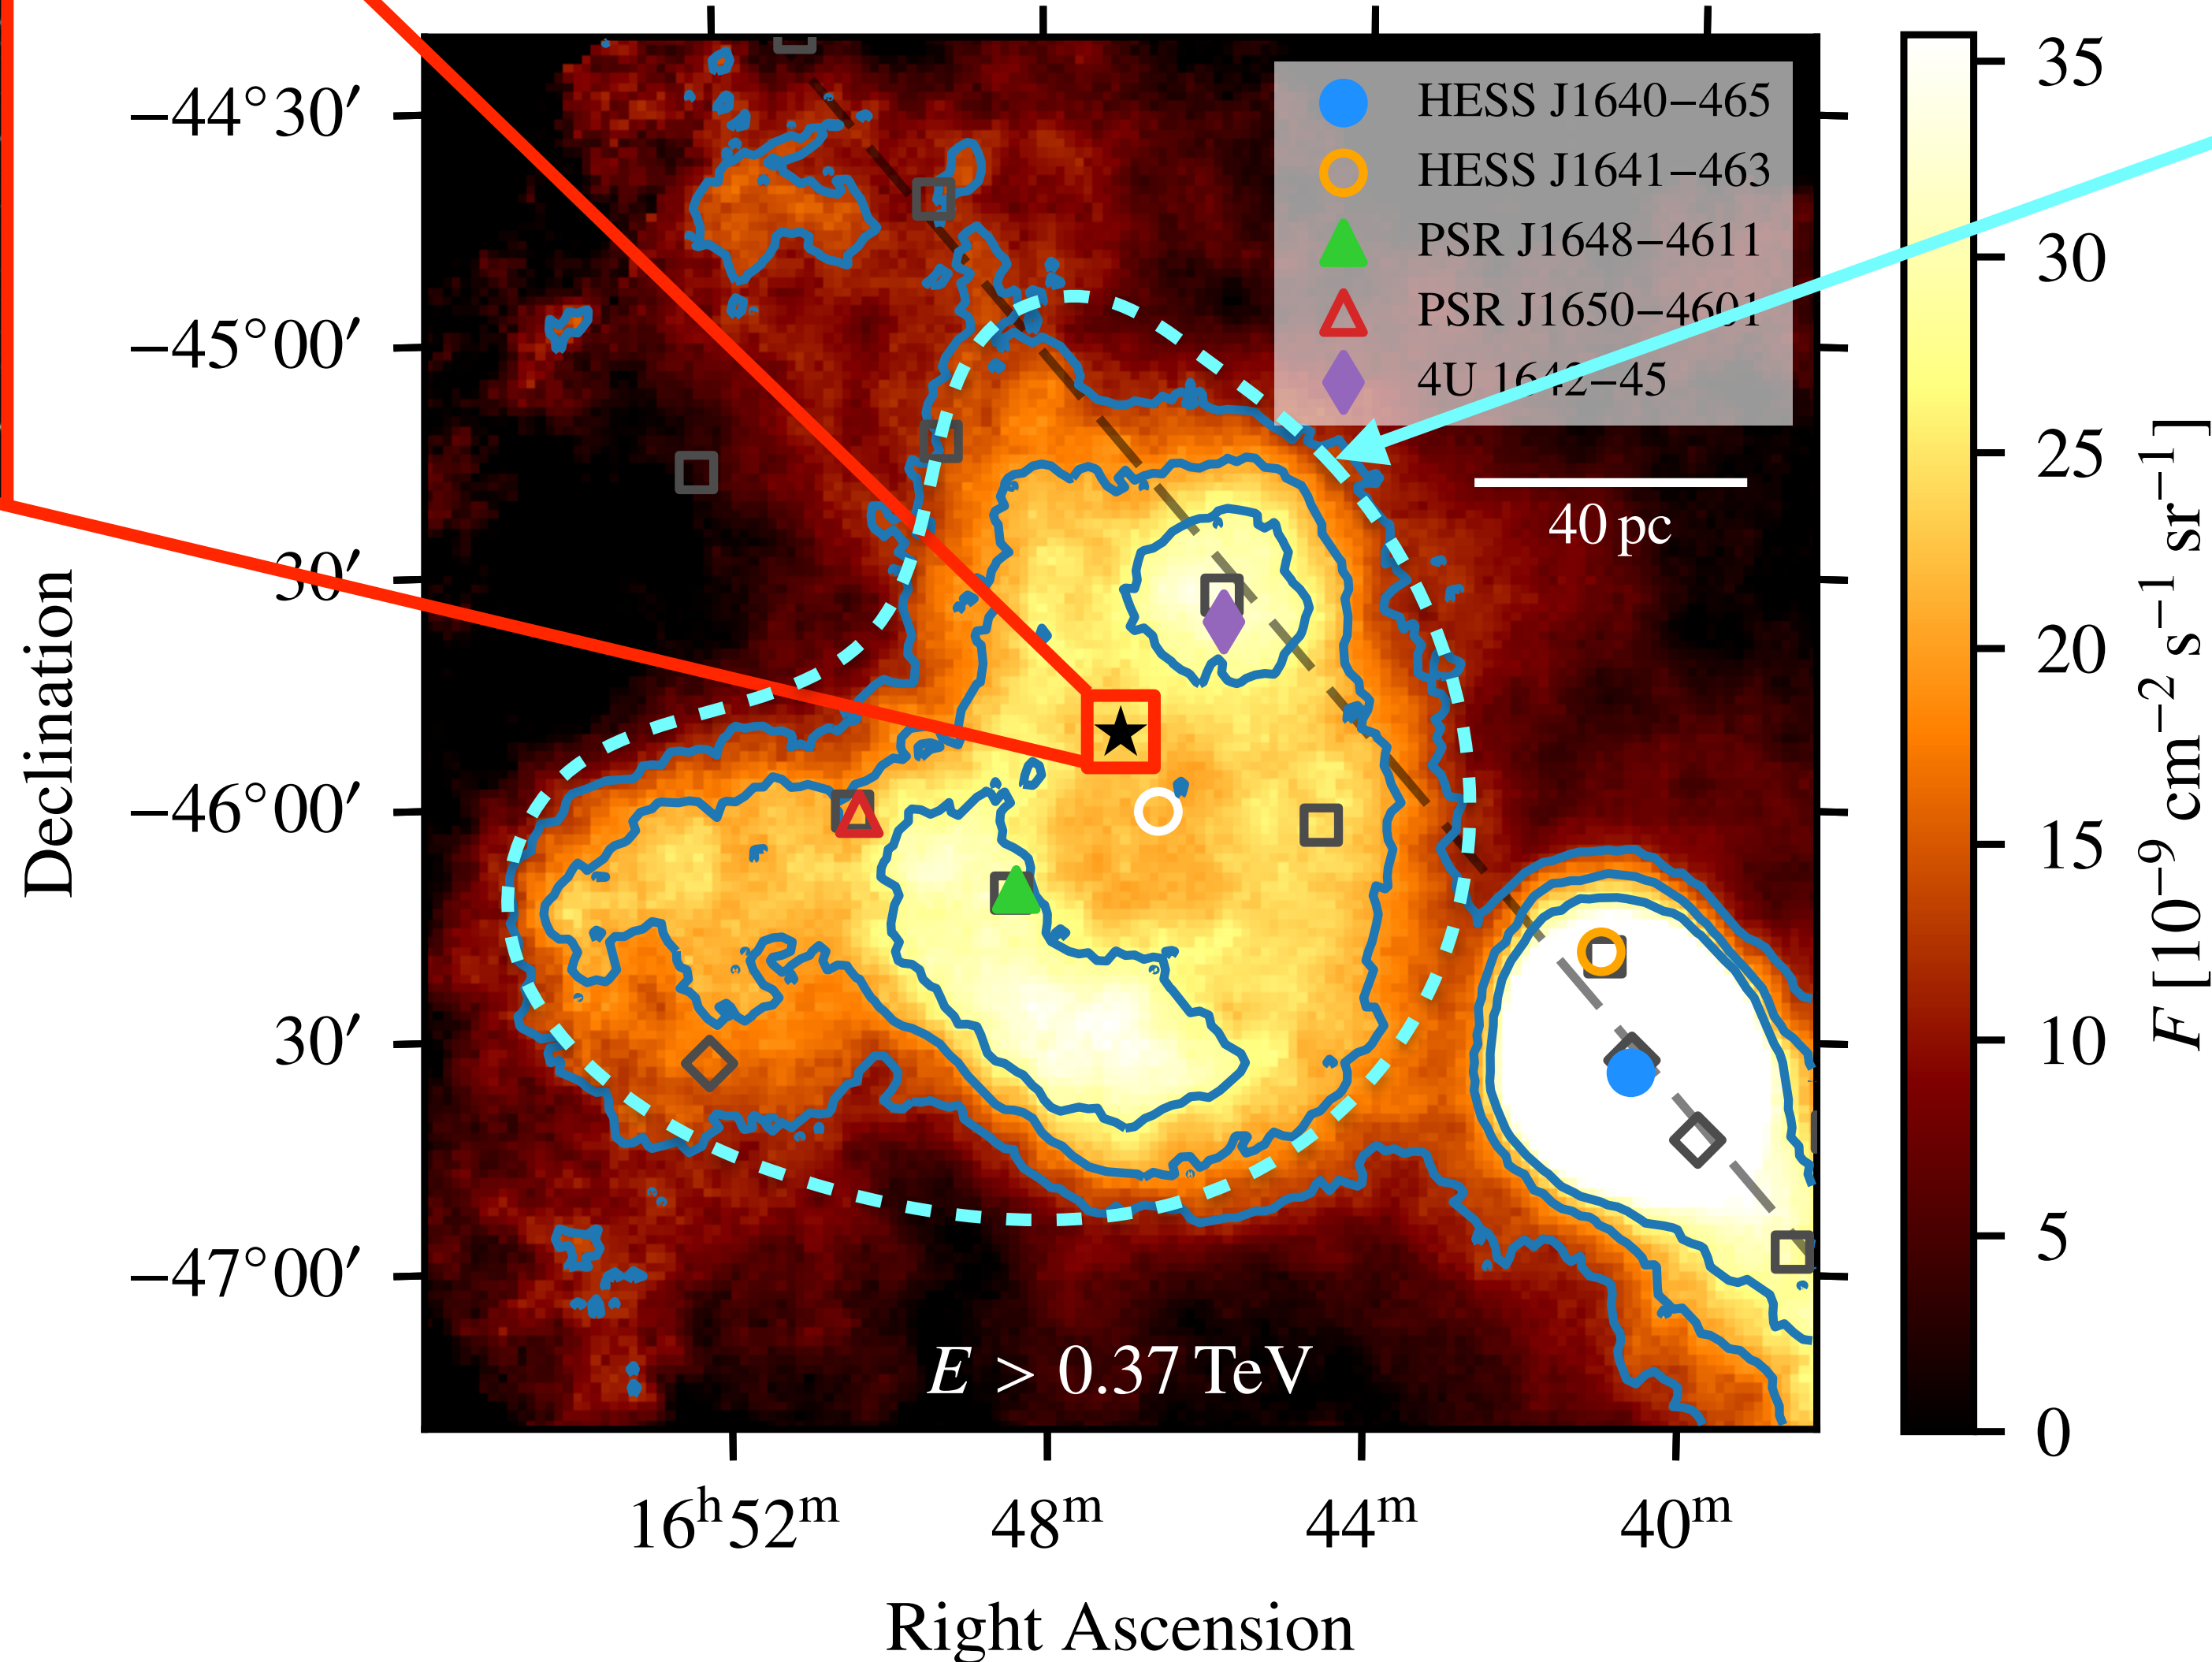 −44°30′
−45°00′
30′
−46°00′
30′
−47°00′
Declination
HESS J1640−465
HESS J1641−463
PSR J1648−4611
PSR J1650−4601
4U 1642−45
40 pc
E > 0.37 TeV
16ʰ52ᵐ
48ᵐ
44ᵐ
40ᵐ
Right Ascension
35
30
25
20
15
10
5
0
F [10⁻⁹ cm⁻² s⁻¹ sr⁻¹]